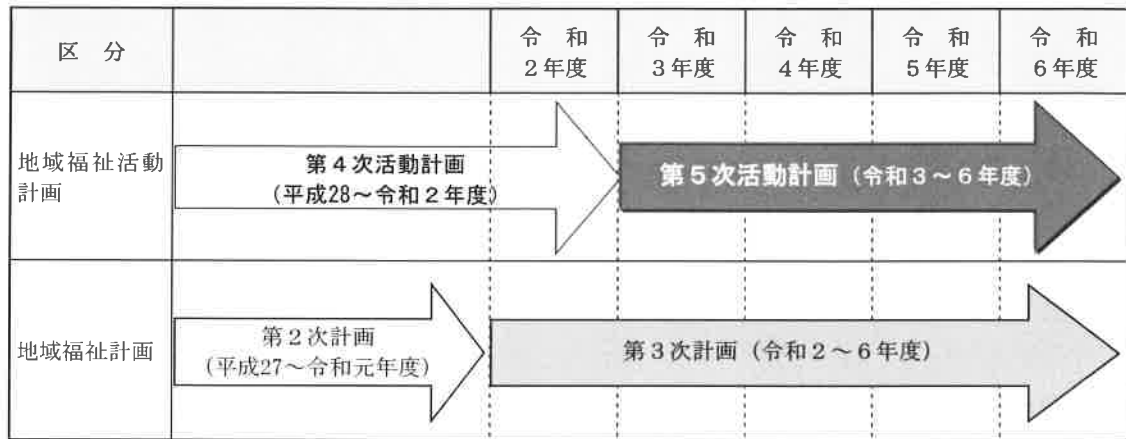 区　分
令　和
2年度
令　和
3年度
令　和
4年度
令　和
5年度
令　和
6年度
地域福祉活動
計画
第４次活動計画
(平成28～令和２年度)
第５次活動計画（令和３～６年度）
地域福祉計画
第２次計画
(平成27～令和元年度)
第３次計画（令和２～６年度）